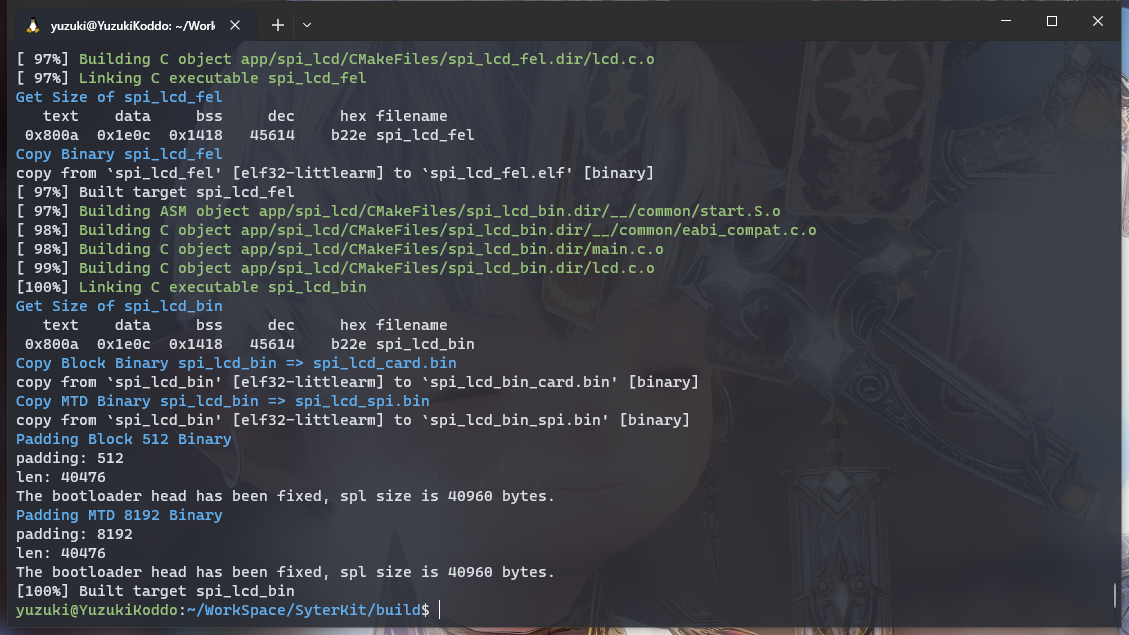 yuzuki@YuzukiKoddo: ~/Work
[ 97%] Building C object app/spi_lcd/CMakeFiles/spi_lcd_fel.dir/lcd.c.o
[ 97%] Linking C executable spi_lcd_fel
Get Size of spi_lcd_fel
   text    data     bss     dec     hex filename
 0x800a  0x1e0c  0x1418   45614    b22e spi_lcd_fel
Copy Binary spi_lcd_fel
copy from `spi_lcd_fel' [elf32-littlearm] to `spi_lcd_fel.elf' [binary]
[ 97%] Built target spi_lcd_fel
[ 97%] Building ASM object app/spi_lcd/CMakeFiles/spi_lcd_bin.dir/__/common/start.S.o
[ 98%] Building C object app/spi_lcd/CMakeFiles/spi_lcd_bin.dir/__/common/eabi_compat.c.o
[ 98%] Building C object app/spi_lcd/CMakeFiles/spi_lcd_bin.dir/main.c.o
[ 99%] Building C object app/spi_lcd/CMakeFiles/spi_lcd_bin.dir/lcd.c.o
[100%] Linking C executable spi_lcd_bin
Get Size of spi_lcd_bin
   text    data     bss     dec     hex filename
 0x800a  0x1e0c  0x1418   45614    b22e spi_lcd_bin
Copy Block Binary spi_lcd_bin => spi_lcd_card.bin
copy from `spi_lcd_bin' [elf32-littlearm] to `spi_lcd_bin_card.bin' [binary]
Copy MTD Binary spi_lcd_bin => spi_lcd_spi.bin
copy from `spi_lcd_bin' [elf32-littlearm] to `spi_lcd_bin_spi.bin' [binary]
Padding Block 512 Binary
padding: 512
len: 40476
The bootloader head has been fixed, spl size is 40960 bytes.
Padding MTD 8192 Binary
padding: 8192
len: 40476
The bootloader head has been fixed, spl size is 40960 bytes.
[100%] Built target spi_lcd_bin
yuzuki@YuzukiKoddo:~/WorkSpace/SyterKit/build$